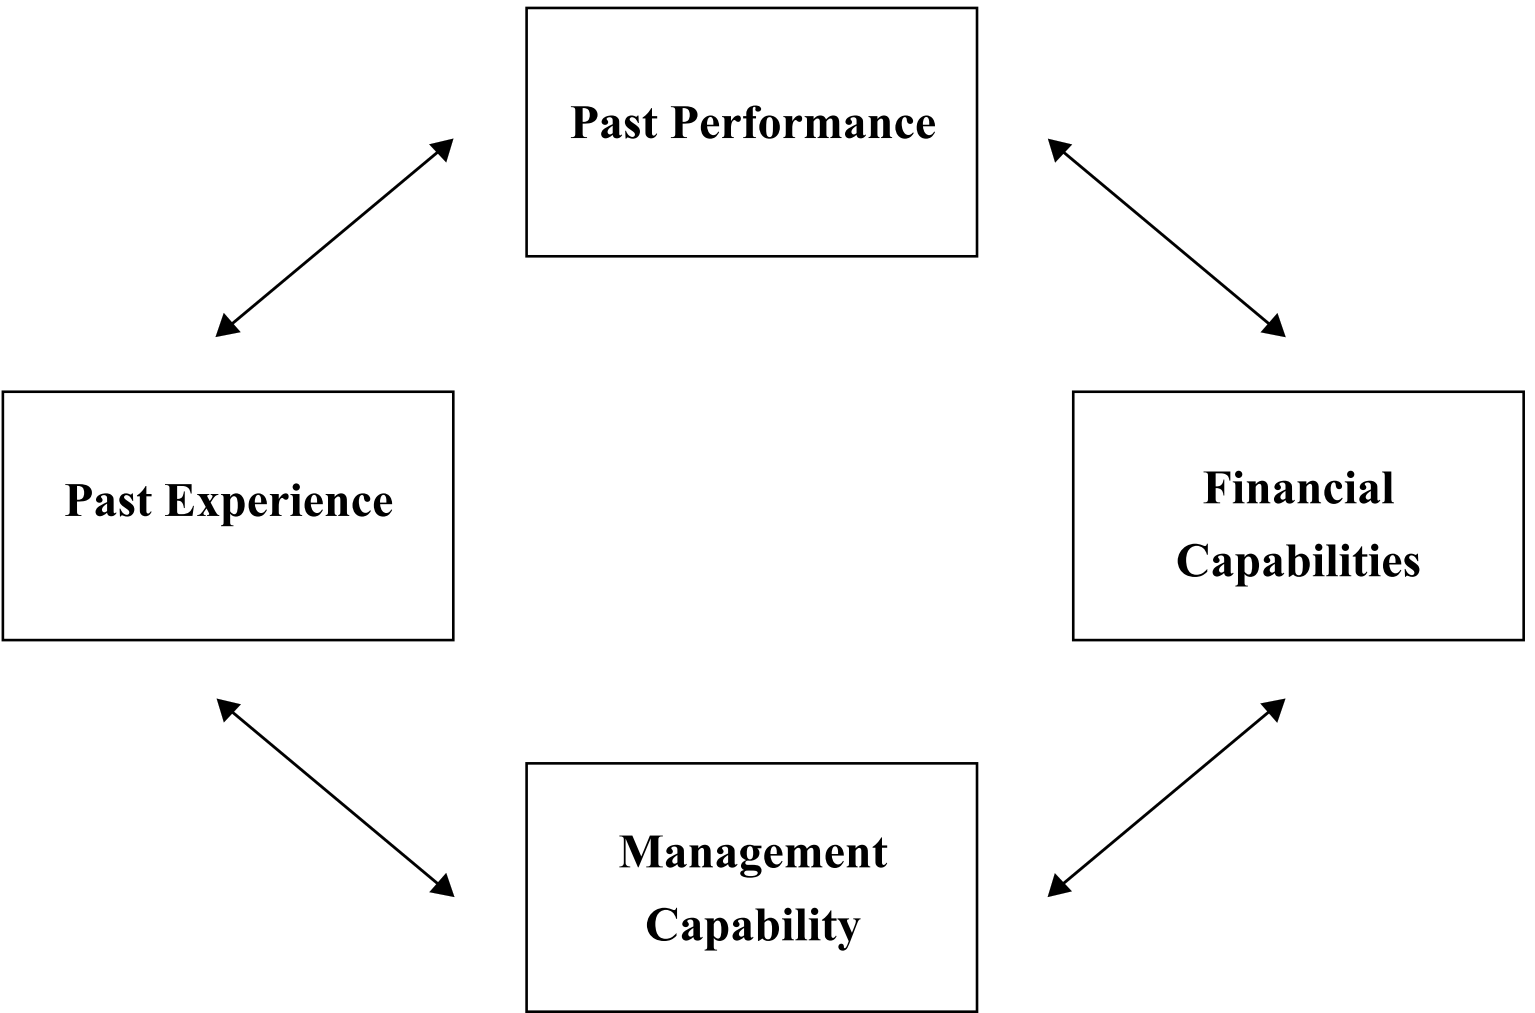 Past Performance
Past Experience
Financial
Capabilities
Management
Capability